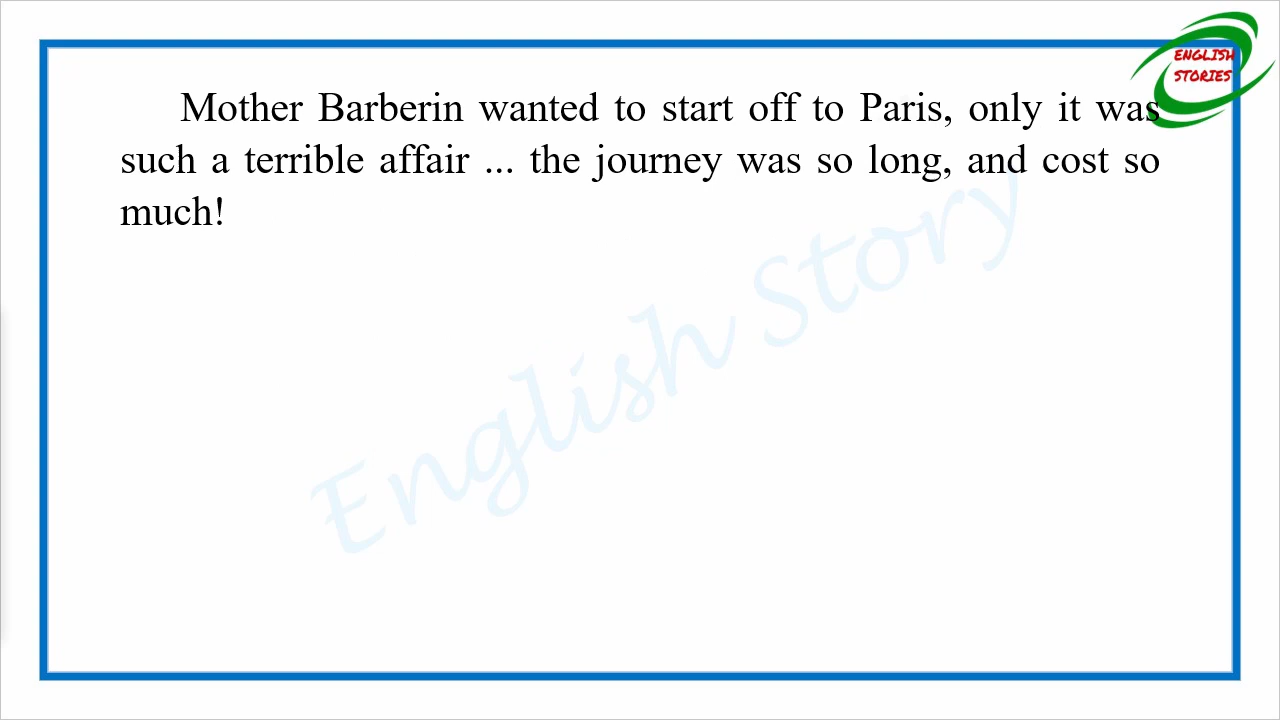 ENGLISH
STORIES
Mother Barberin wanted to start off to Paris, only it was
such a terrible affair ... the journey was so long, and cost so
much!
English Story